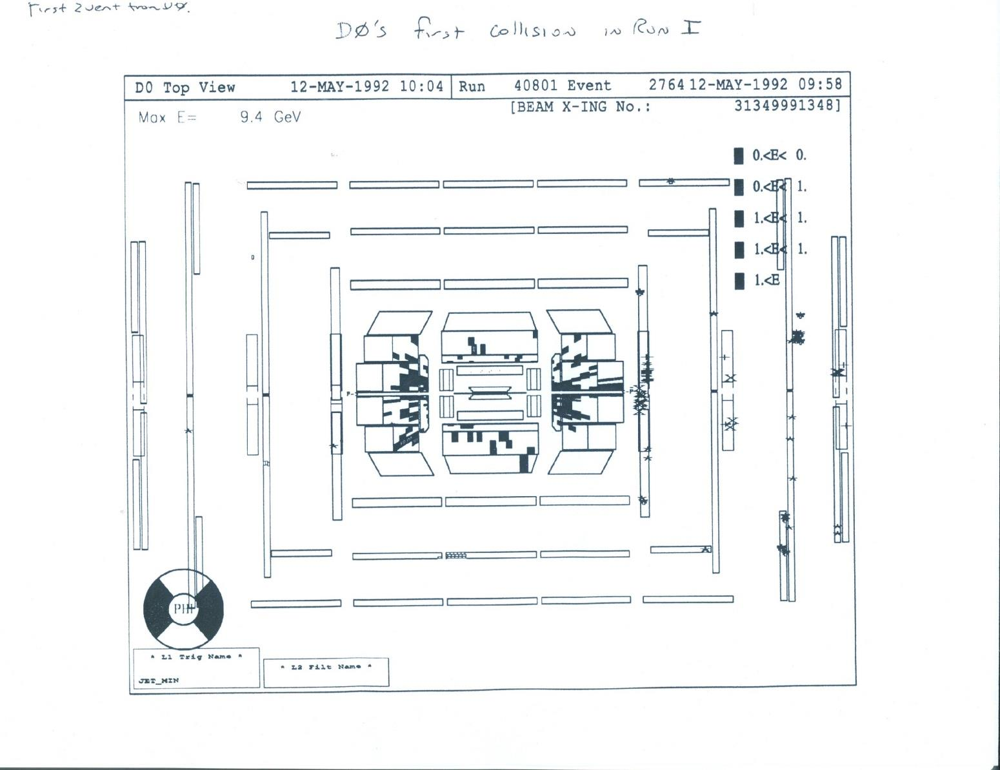 First Event from DØ.
DØ's first collision in Run I
D0 Top View 12-MAY-1992 10:04 Run 40801 Event 2764 12-MAY-1992 09:58
[BEAM X-ING No.: 31349991348]
Max E= 9.4 GeV
0.<E< 0.
0.<E< 1.
1.<E< 1.
1.<E< 1.
1.<E
P-
-P
PHI
* L1 Trig Name *
JET_MIN
* L2 Filt Name *